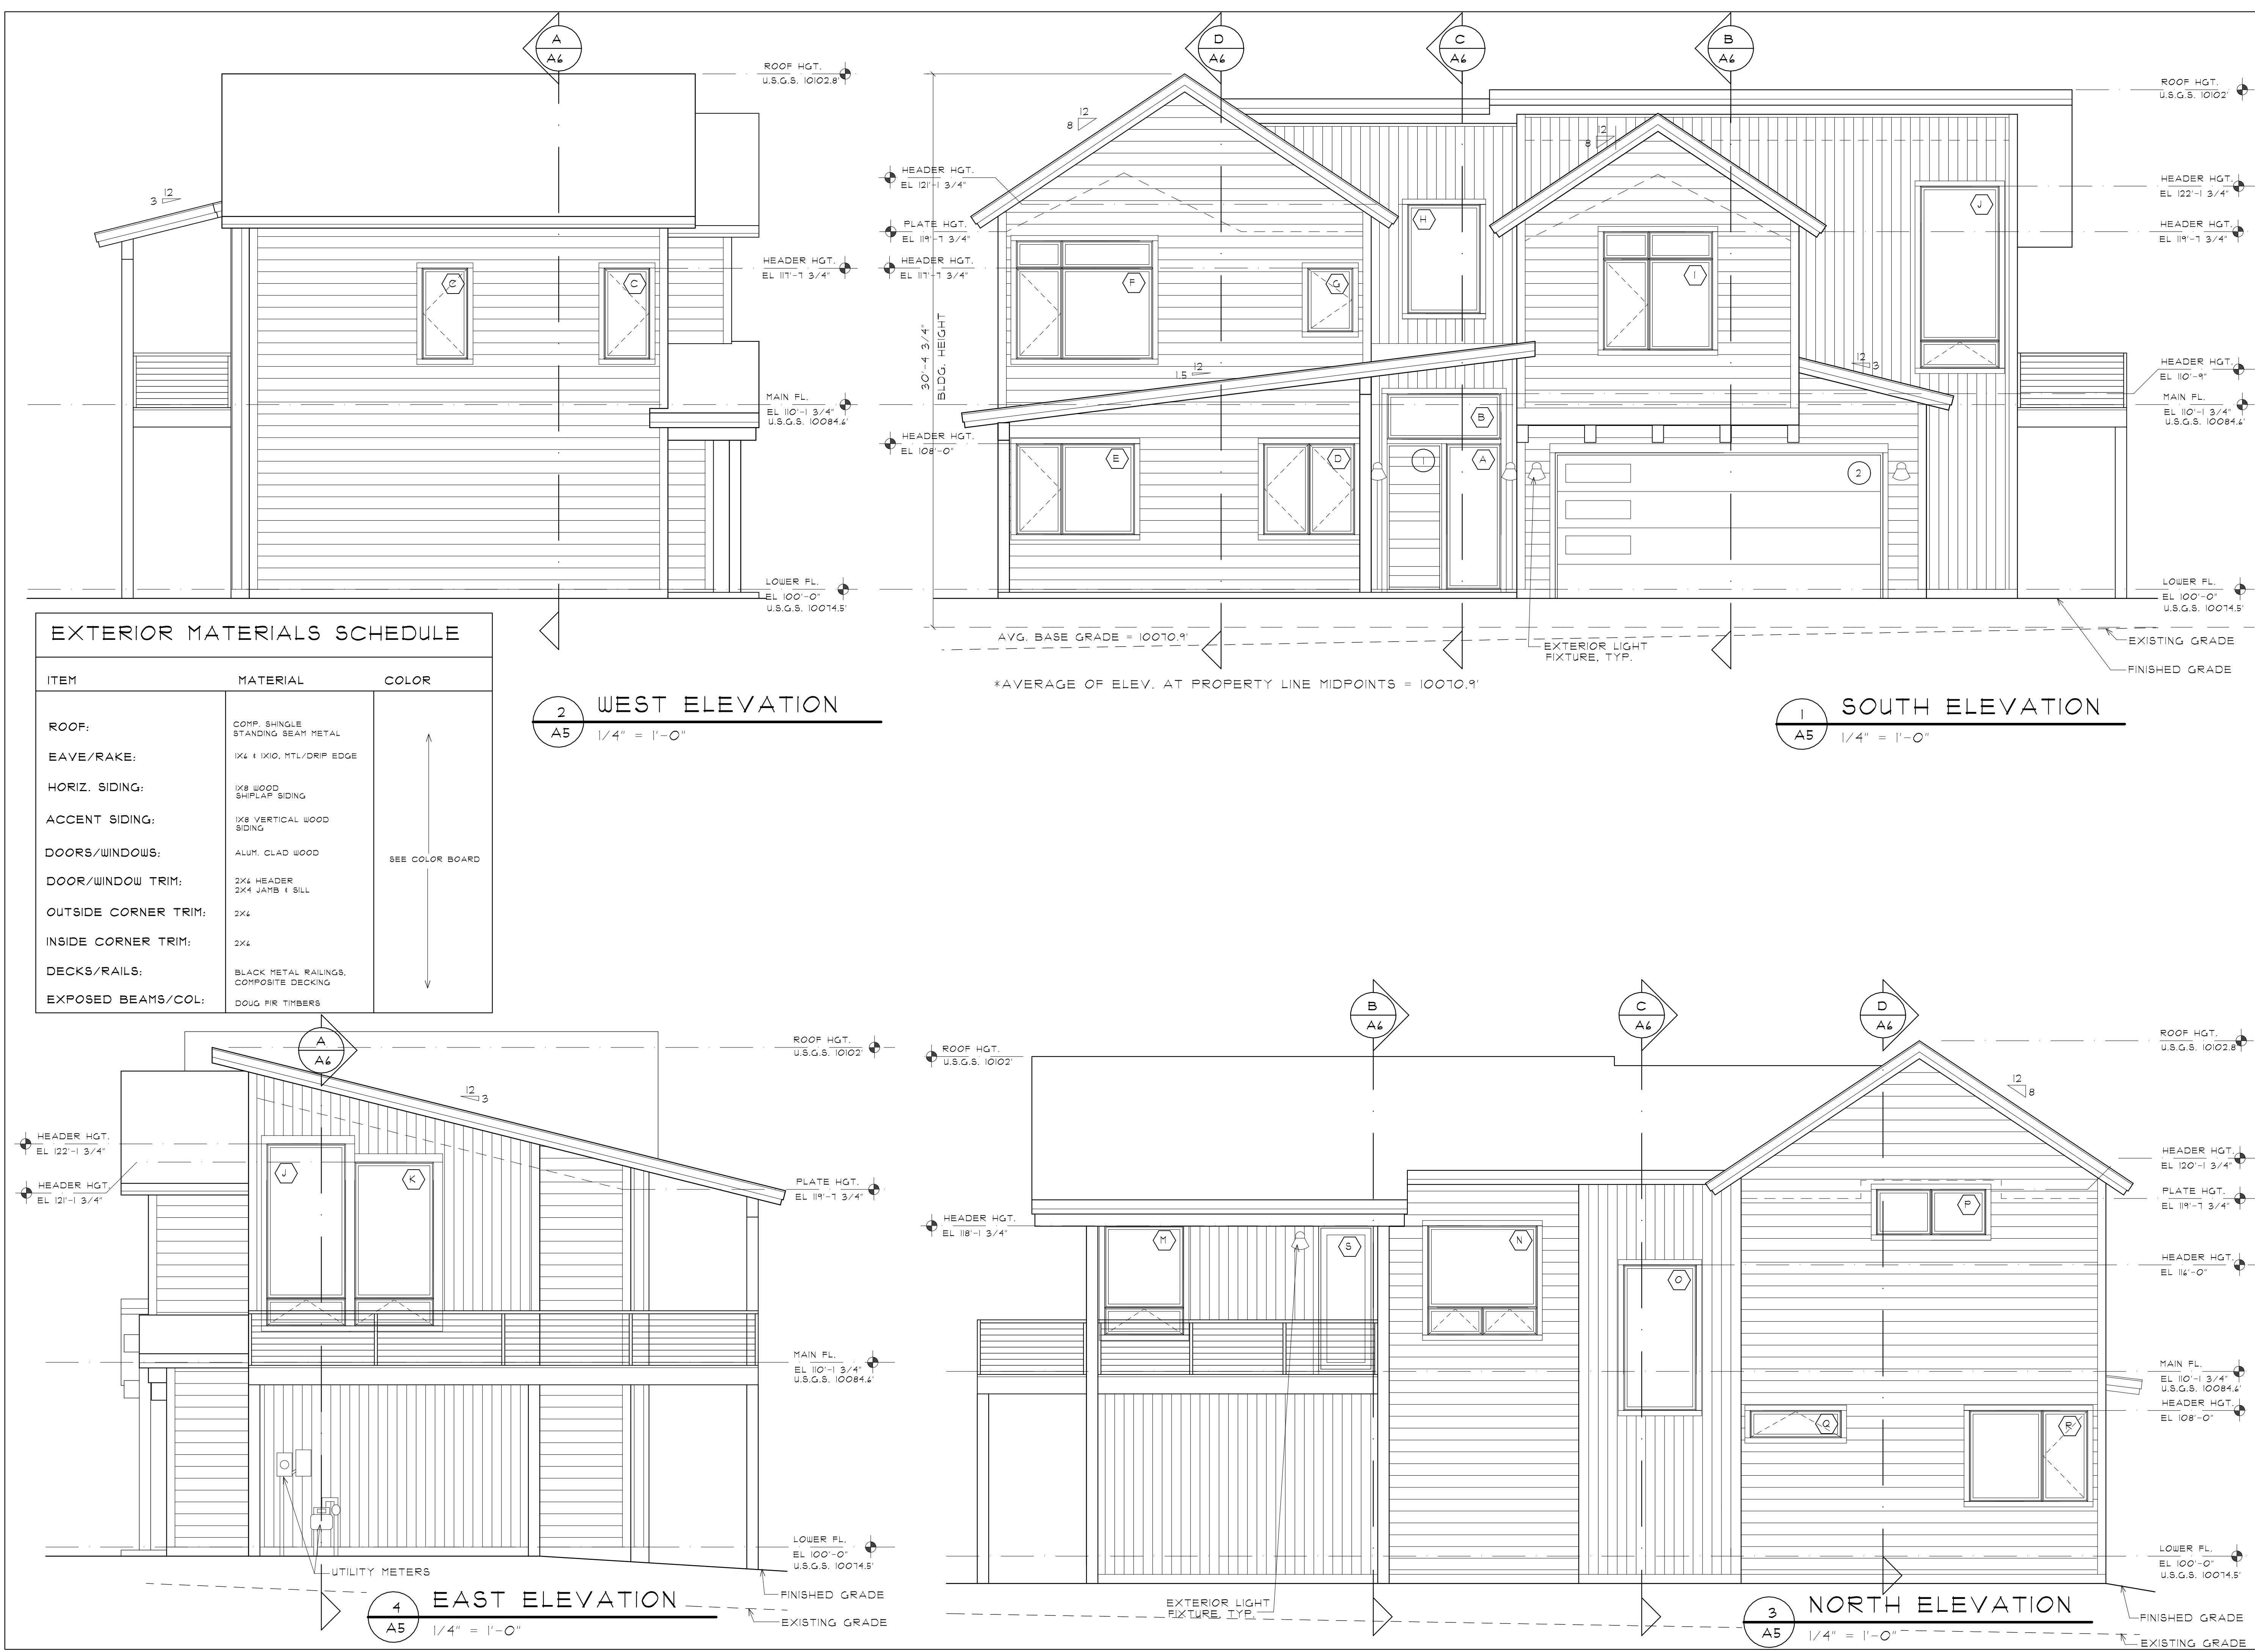 A
A6
ROOF HGT.
U.S.G.S. 10102.8'
12
3
HEADER HGT.
EL 117'-7 3/4"
C
C
MAIN FL.
EL 110'-1 3/4"
U.S.G.S. 10084.6'
LOWER FL.
EL 100'-0"
U.S.G.S. 10074.5'
2
A5
WEST ELEVATION
1/4" = 1'-0"
D
A6
C
A6
B
A6
12
8
12
8
HEADER HGT.
EL 121'-1 3/4"
PLATE HGT.
EL 119'-7 3/4"
HEADER HGT.
EL 117'-7 3/4"
30'-4 3/4"
BLDG. HEIGHT
HEADER HGT.
EL 108'-0"
F
G
H
I
J
12
1.5
12
3
E
D
B
1
A
2
ROOF HGT.
U.S.G.S. 10102'
HEADER HGT.
EL 122'-1 3/4"
HEADER HGT.
EL 119'-7 3/4"
HEADER HGT.
EL 110'-9"
MAIN FL.
EL 110'-1 3/4"
U.S.G.S. 10084.6'
LOWER FL.
EL 100'-0"
U.S.G.S. 10074.5'
AVG. BASE GRADE = 10070.9'
EXTERIOR LIGHT
FIXTURE, TYP.
EXISTING GRADE
FINISHED GRADE
*AVERAGE OF ELEV. AT PROPERTY LINE MIDPOINTS = 10070.9'
1
A5
SOUTH ELEVATION
1/4" = 1'-0"
EXTERIOR MATERIALS SCHEDULE
ITEM MATERIAL COLOR
ROOF: COMP. SHINGLE
STANDING SEAM METAL
EAVE/RAKE: 1X6 & 1X10, MTL/DRIP EDGE
HORIZ. SIDING: 1X8 WOOD
SHIPLAP SIDING
ACCENT SIDING: 1X8 VERTICAL WOOD
SIDING
DOORS/WINDOWS: ALUM. CLAD WOOD
SEE COLOR BOARD
DOOR/WINDOW TRIM: 2X6 HEADER
2X4 JAMB & SILL
OUTSIDE CORNER TRIM: 2X6
INSIDE CORNER TRIM: 2X6
DECKS/RAILS: BLACK METAL RAILINGS,
COMPOSITE DECKING
EXPOSED BEAMS/COL: DOUG FIR TIMBERS
A
A6
12
3
HEADER HGT.
EL 122'-1 3/4"
HEADER HGT.
EL 121'-1 3/4"
J
K
ROOF HGT.
U.S.G.S. 10102'
PLATE HGT.
EL 119'-7 3/4"
MAIN FL.
EL 110'-1 3/4"
U.S.G.S. 10084.6'
LOWER FL.
EL 100'-0"
U.S.G.S. 10074.5'
UTILITY METERS
FINISHED GRADE
EXISTING GRADE
4
A5
EAST ELEVATION
1/4" = 1'-0"
B
A6
C
A6
D
A6
ROOF HGT.
U.S.G.S. 10102'
HEADER HGT.
EL 118'-1 3/4"
12
8
M
S
N
O
P
Q
R
ROOF HGT.
U.S.G.S. 10102.8'
HEADER HGT.
EL 120'-1 3/4"
PLATE HGT.
EL 119'-7 3/4"
HEADER HGT.
EL 116'-0"
MAIN FL.
EL 110'-1 3/4"
U.S.G.S. 10084.6'
HEADER HGT.
EL 108'-0"
LOWER FL.
EL 100'-0"
U.S.G.S. 10074.5'
EXTERIOR LIGHT
FIXTURE, TYP.
3
A5
NORTH ELEVATION
1/4" = 1'-0"
FINISHED GRADE
EXISTING GRADE